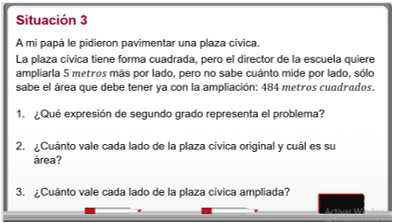 Situación 3
A mi papá le pidieron pavimentar una plaza cívica.
La plaza cívica tiene forma cuadrada, pero el director de la escuela quiere
ampliarla 5 metros más por lado, pero no sabe cuánto mide por lado, sólo
sabe el área que debe tener ya con la ampliación: 484 metros cuadrados.
1. ¿Qué expresión de segundo grado representa el problema?
2. ¿Cuánto vale cada lado de la plaza cívica original y cuál es su
área?
3. ¿Cuánto vale cada lado de la plaza cívica ampliada?